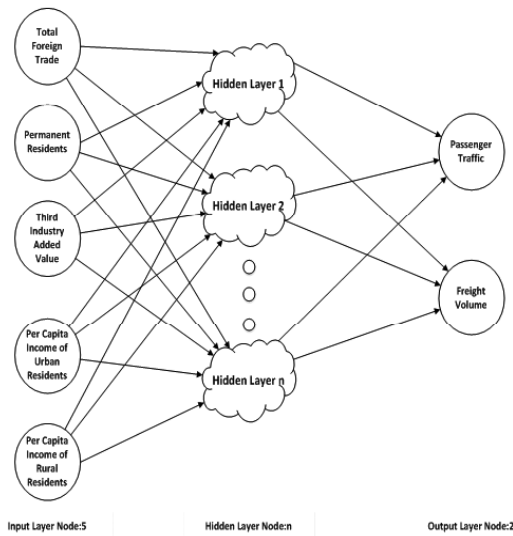 Total
Foreign
Trade
Permanent
Residents
Third
Industry
Added
Value
Per Capita
Income of
Urban
Residents
Per Capita
Income of
Rural
Residents
Hidden Layer 1
Hidden Layer 2
Hidden Layer n
Passenger
Traffic
Freight
Volume
Input Layer Node:5
Hidden Layer Node:n
Output Layer Node:2